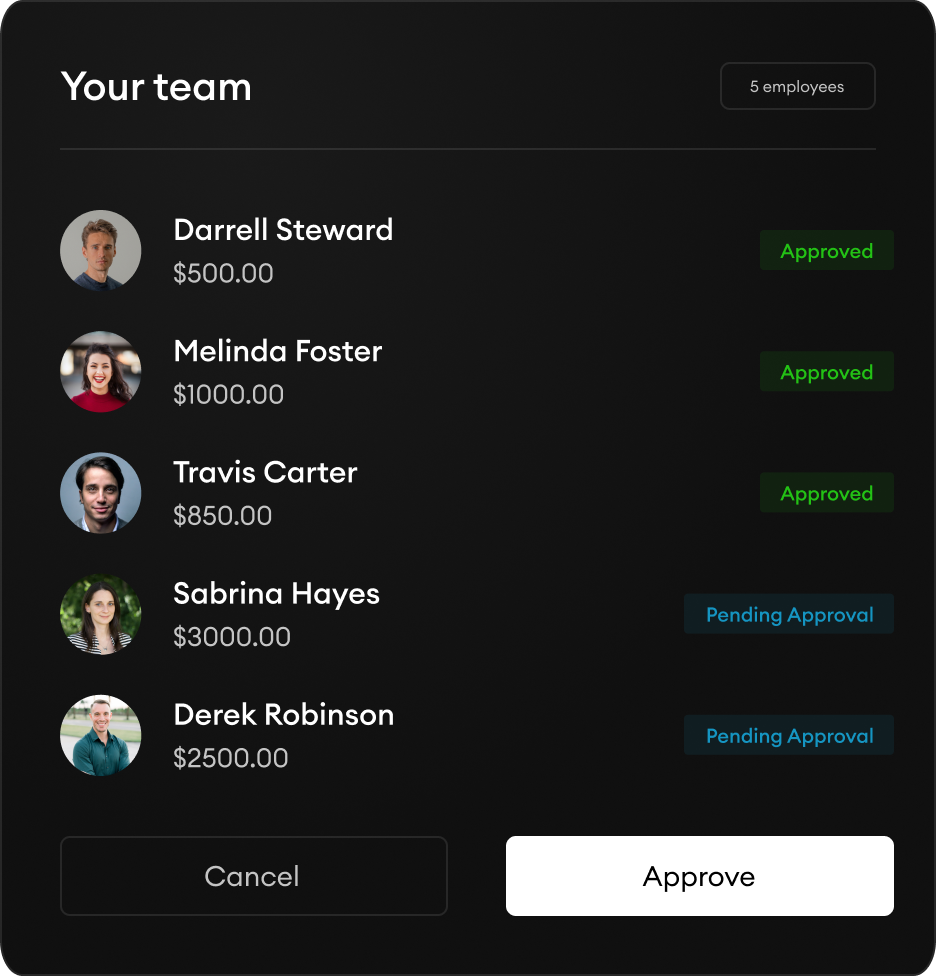 Your team
5 employees
Darrell Steward
$500.00
Approved
Melinda Foster
$1000.00
Approved
Travis Carter
$850.00
Approved
Sabrina Hayes
$3000.00
Pending Approval
Derek Robinson
$2500.00
Pending Approval
Cancel
Approve